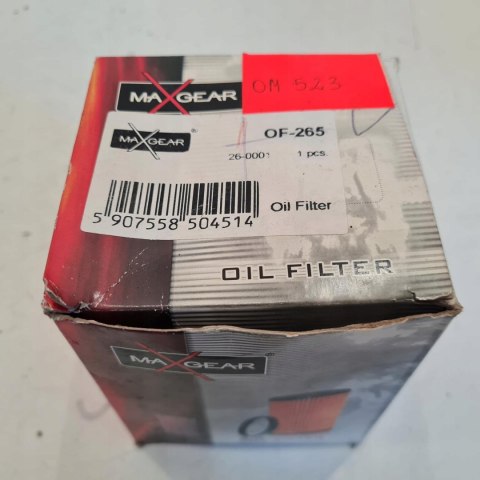 MAXGEAR
OM 523
MAXGEAR ®
OF-265
26-0001
1 pcs.
5 907558 504514
Oil Filter
OIL FILTER
MAXGEAR ®